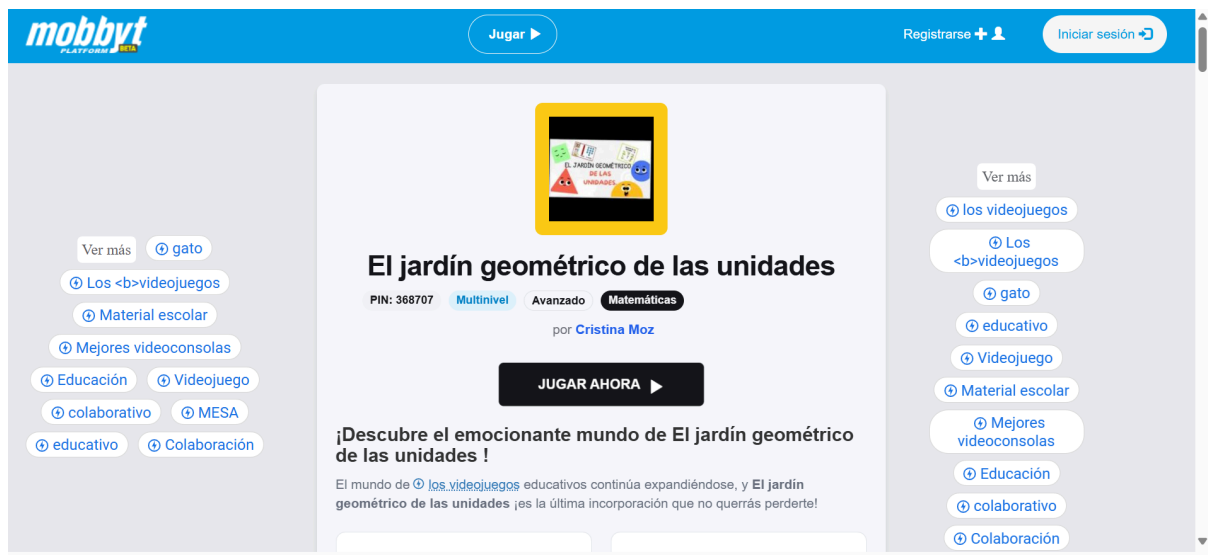 mobbyt
PLATFORM BETA
Jugar
Registrarse
Iniciar sesión
EL JARDÍN GEOMÉTRICO
DE LAS
UNIDADES
El jardín geométrico de las unidades
PIN: 368707 Multinivel Avanzado Matemáticas
por Cristina Moz
JUGAR AHORA
¡Descubre el emocionante mundo de El jardín geométrico
de las unidades !
El mundo de los videojuegos educativos continúa expandiéndose, y El jardín
geométrico de las unidades ¡es la última incorporación que no querrás perderte!
Ver más gato
Los <b>videojuegos
Material escolar
Mejores videoconsolas
Educación Videojuego
colaborativo MESA
educativo Colaboración
Ver más
los videojuegos
Los
<b>videojuegos
gato
educativo
Videojuego
Material escolar
Mejores
videoconsolas
Educación
colaborativo
Colaboración